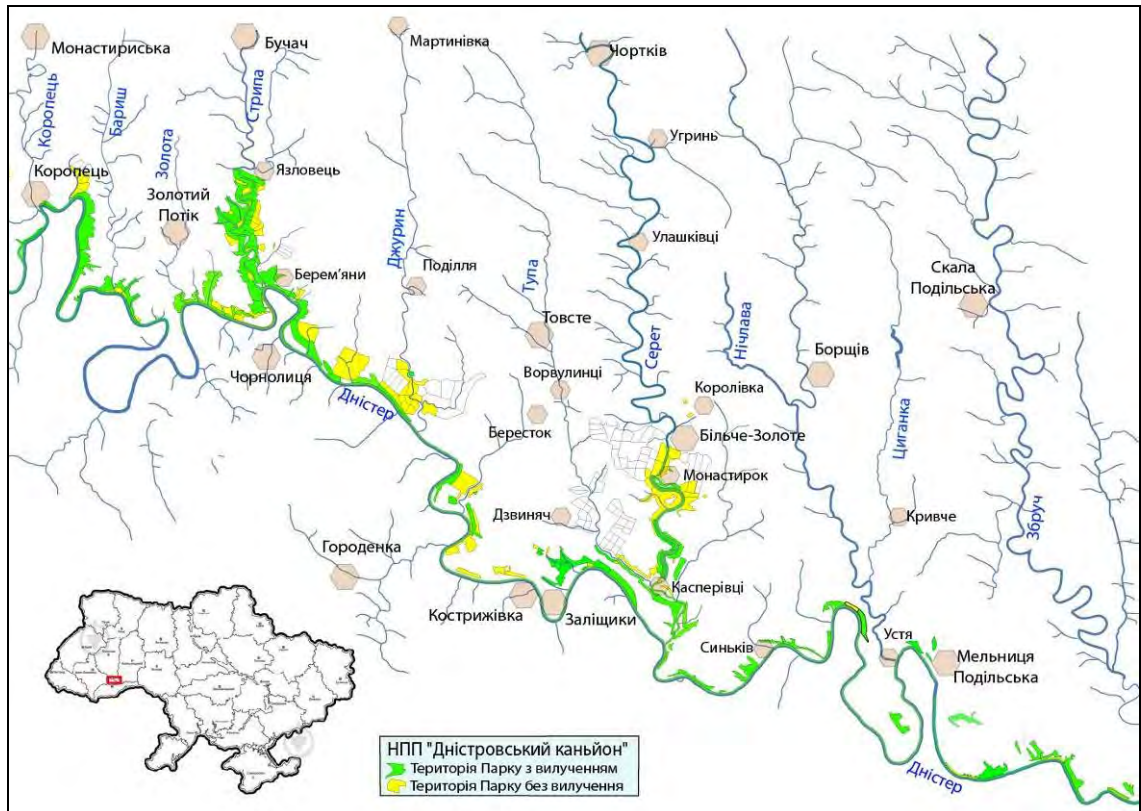 Монастириська
Бучач
Мартинівка
Чортків
Коропець
Бариш
Золота
Стрипа
Угринь
Коропець
Золотий
Потік
Язловець
Джурин
Улашківці
Берем'яни
Поділля
Тупа
Скала
Подільська
Товсте
Серет
Нічлава
Борщів
Чорнолиця
Дністер
Ворвулинці
Королівка
Бересток
Більче-Золоте
Циганка
Монастирок
Дзвиняч
Кривче
Збруч
Городенка
Касперівці
Кострижівка
Заліщики
Синьків
Устя
Мельниця
Подільська
НПП "Дністровський каньйон"
Територія Парку з вилученням
Територія Парку без вилучення
Дністер